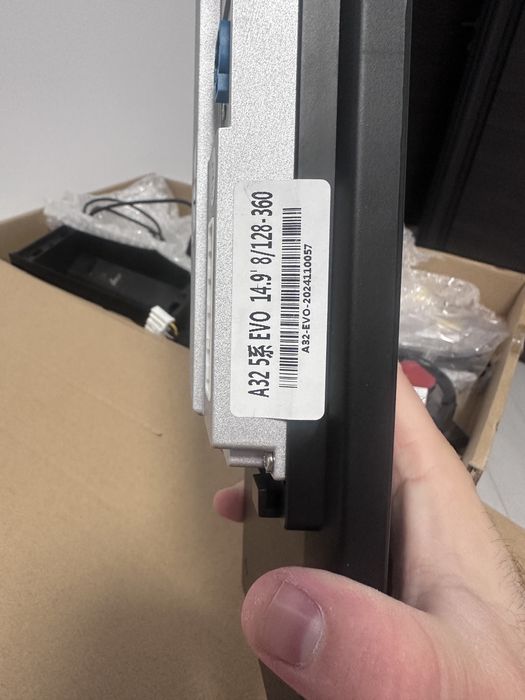 A32 5系 EVO 14.9' 8/128-360
A32-EVO-2024110057